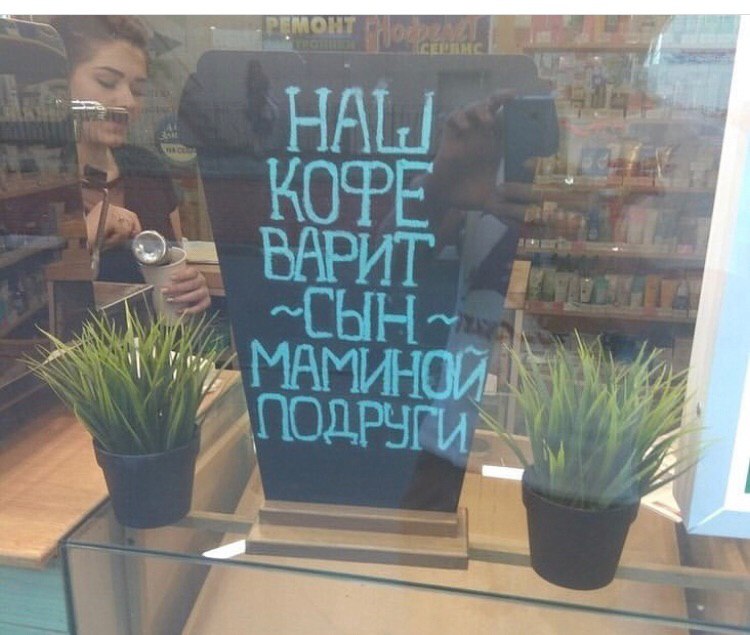 РЕМОНТ
СЕРВИС
НАШ
КОФЕ
ВАРИТ
~СЫН~
МАМИНОЙ
ПОДРУГИ